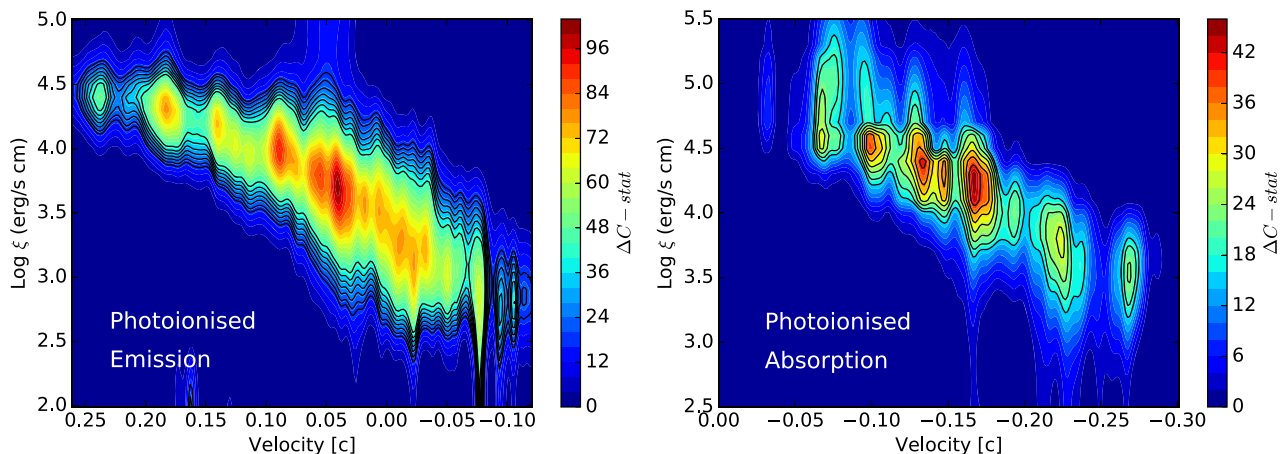 5.0
4.5
4.0
3.5
3.0
2.5
2.0
Log ξ (erg/s cm)
0.25 0.20 0.15 0.10 0.05 0.00 −0.05 −0.10
Velocity [c]
Photoionised
Emission
96
84
72
60
48
36
24
12
0
ΔC − stat
5.5
5.0
4.5
4.0
3.5
3.0
2.5
Log ξ (erg/s cm)
0.00 −0.05 −0.10 −0.15 −0.20 −0.25 −0.30
Velocity [c]
Photoionised
Absorption
42
36
30
24
18
12
6
0
ΔC − stat